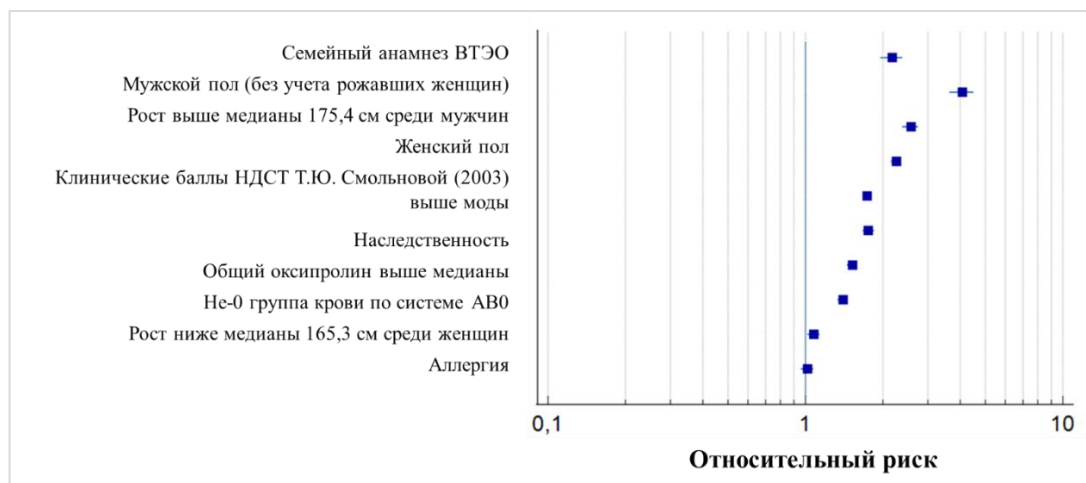 Семейный анамнез ВТЭО
Мужской пол (без учета рожавших женщин)
Рост выше медианы 175,4 см среди мужчин
Женский пол
Клинические баллы НДСТ Т.Ю. Смольновой (2003)
выше моды
Наследственность
Общий оксипролин выше медианы
Не-0 группа крови по системе АВ0
Рост ниже медианы 165,3 см среди женщин
Аллергия
0,1 1 10
Относительный риск